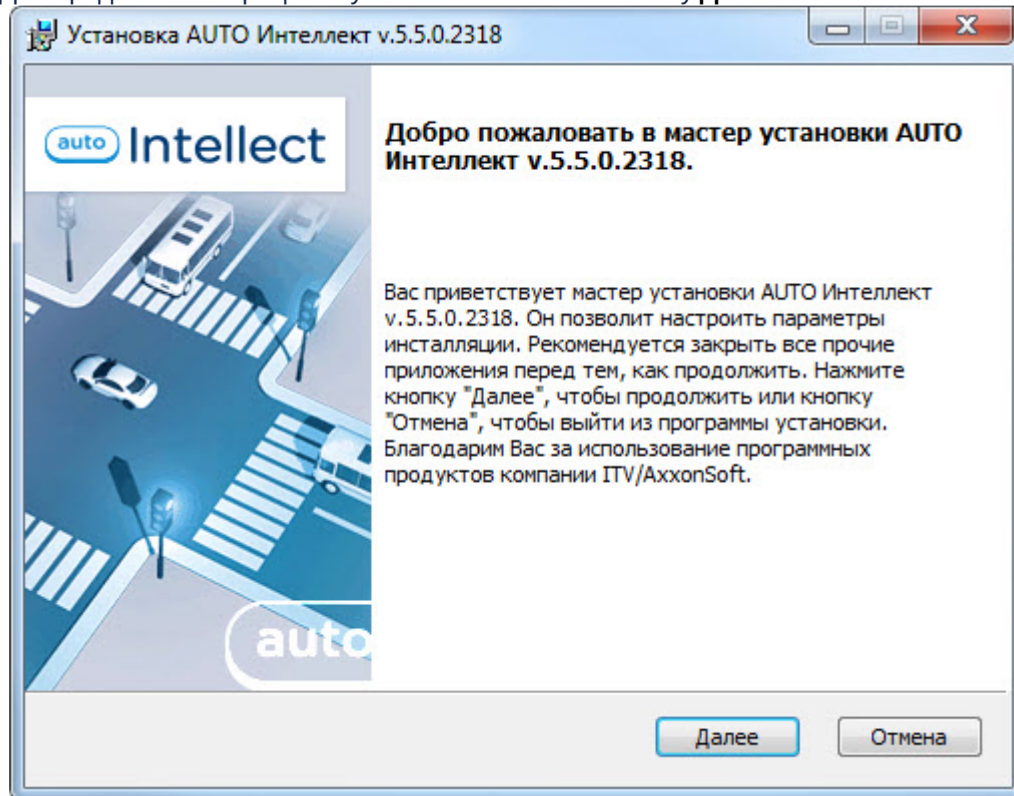 Установка AUTO Интеллект v.5.5.0.2318
auto Intellect
Добро пожаловать в мастер установки AUTO
Интеллект v.5.5.0.2318.
Вас приветствует мастер установки AUTO Интеллект
v.5.5.0.2318. Он позволит настроить параметры
инсталляции. Рекомендуется закрыть все прочие
приложения перед тем, как продолжить. Нажмите
кнопку "Далее", чтобы продолжить или кнопку
"Отмена", чтобы выйти из программы установки.
Благодарим Вас за использование программных
продуктов компании ITV/AxxonSoft.
auto
Далее
Отмена